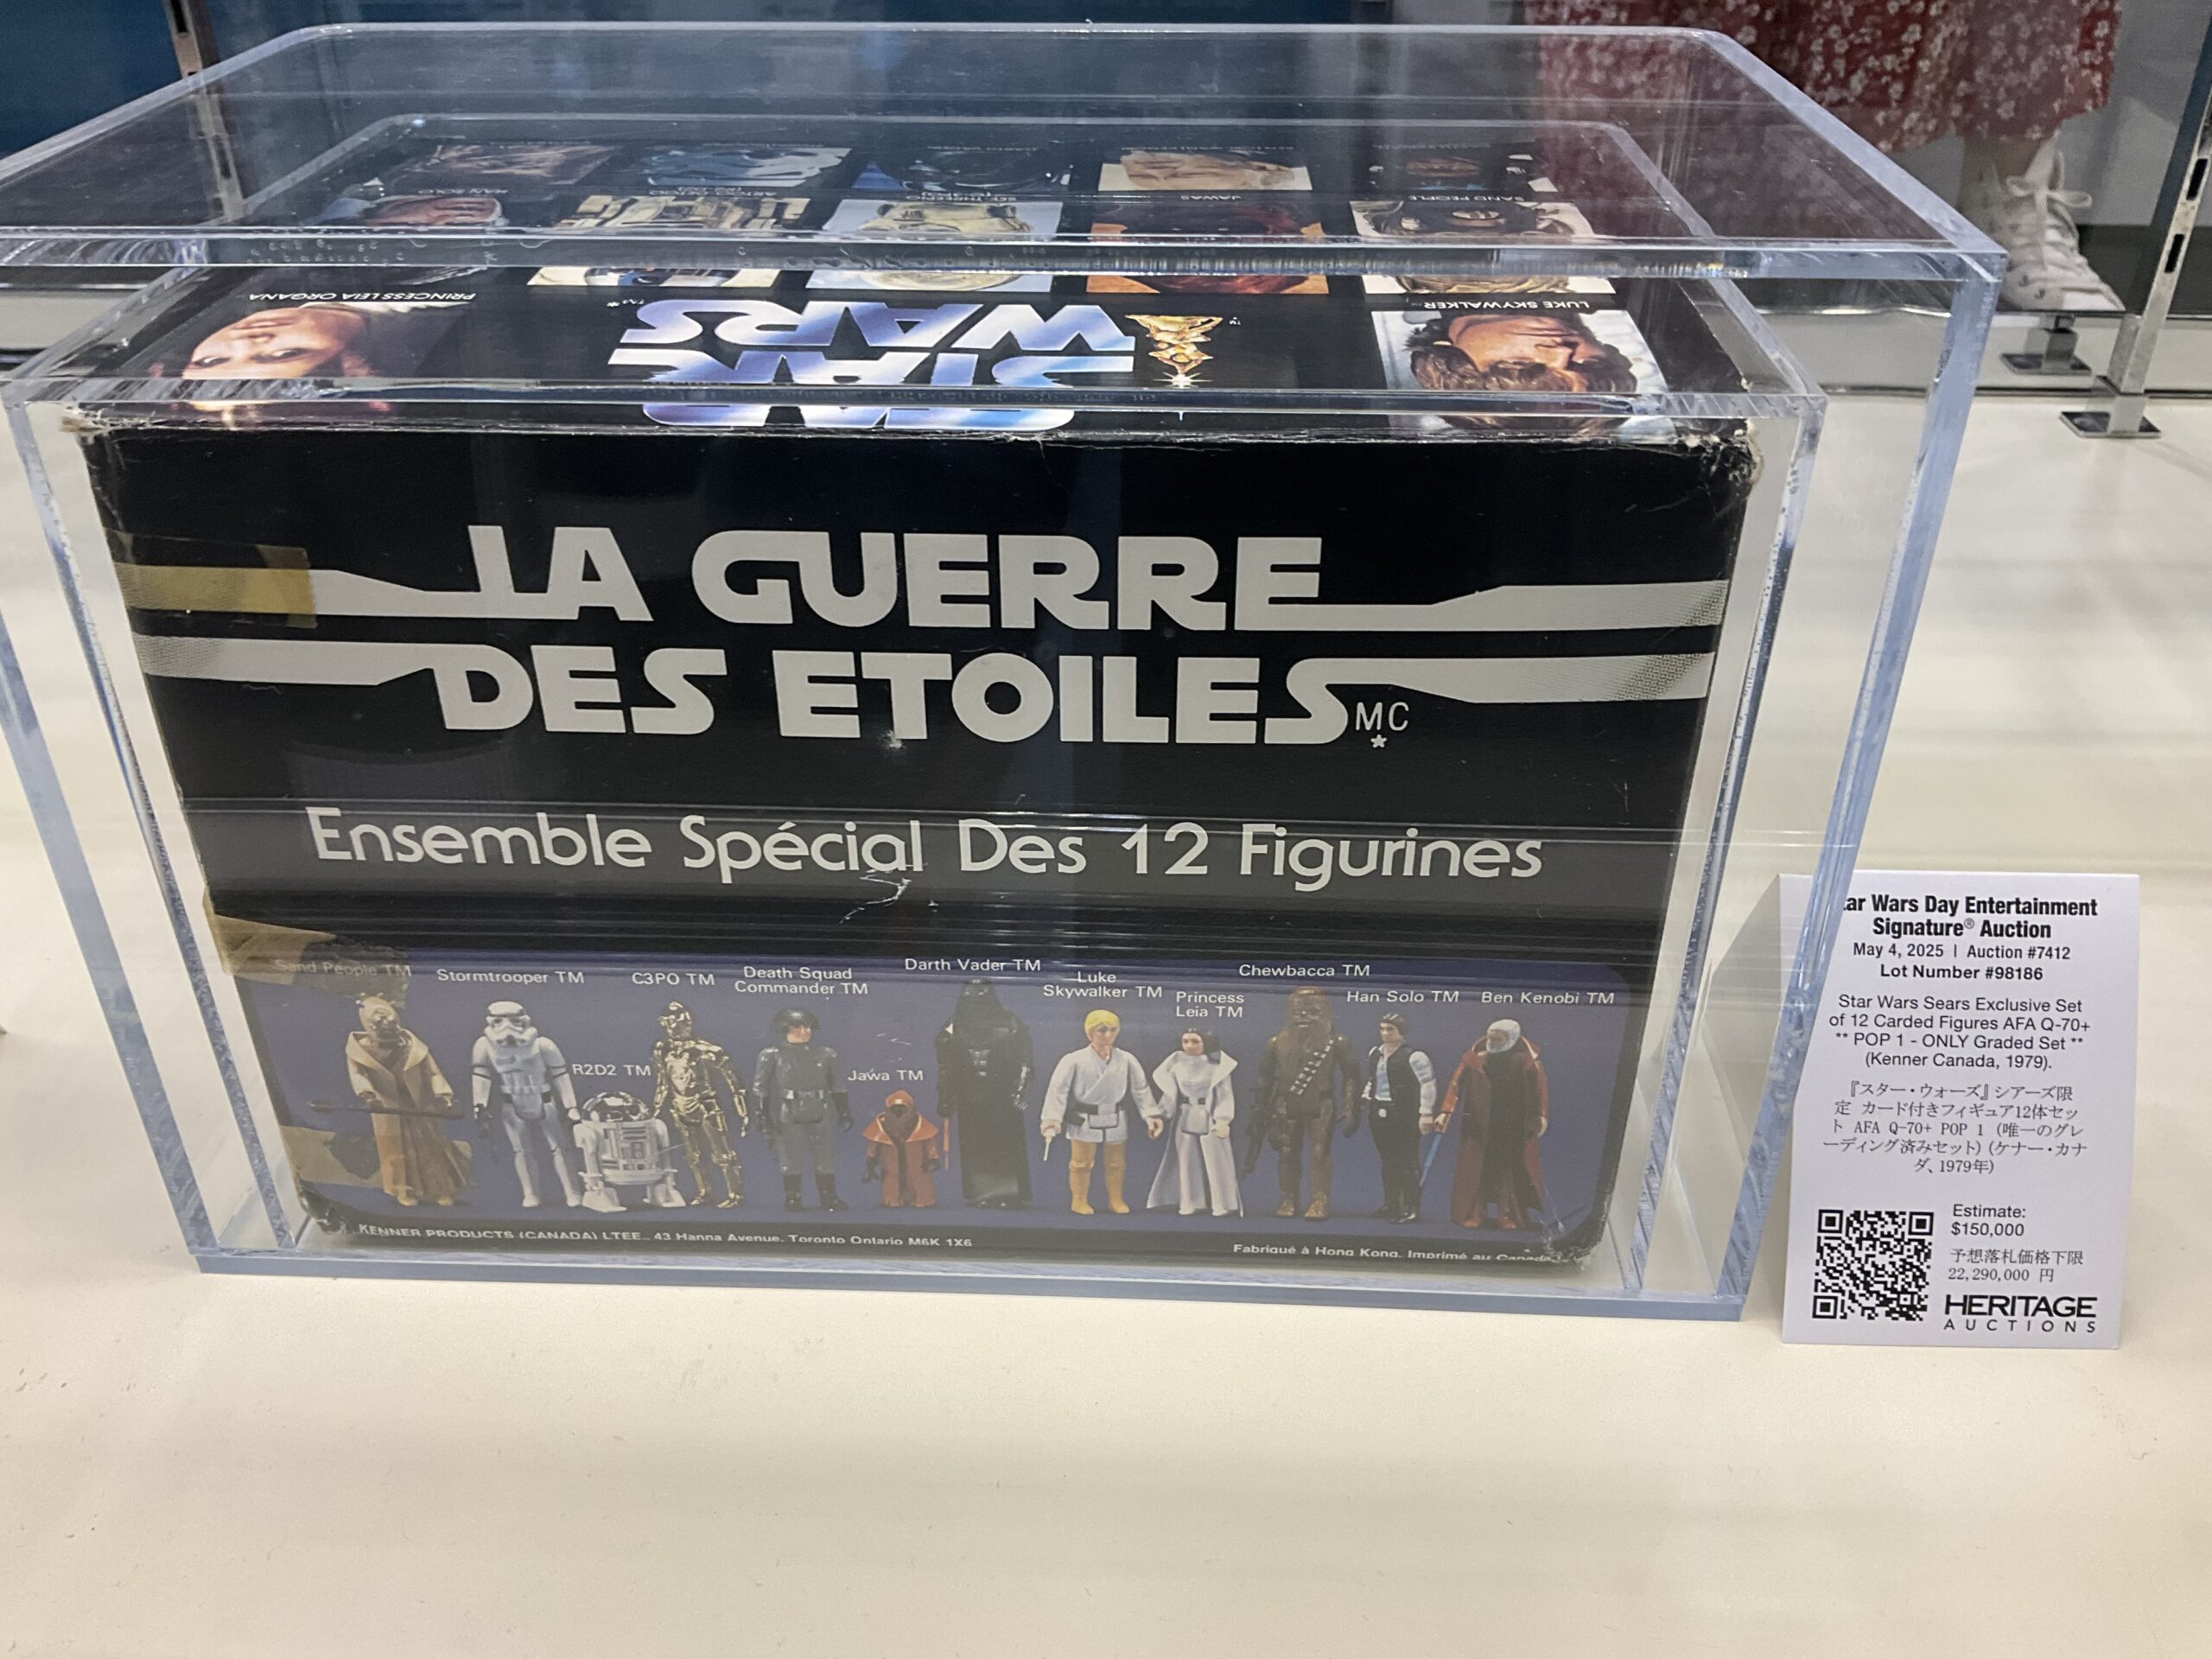 HAN SOLO
JAWAS
SAND PEOPLE
PRINCESS LEIA ORGANA
LUKE SKYWALKER
STAR
WARS
LA GUERRE
DES ETOILES MC
*
Ensemble Spécial Des 12 Figurines
Sand People TM
Stormtrooper TM
R2D2 TM
C3PO TM
Death Squad
Commander TM
Jawa TM
Darth Vader TM
Luke
Skywalker TM
Princess
Leia TM
Chewbacca TM
Han Solo TM
Ben Kenobi TM
KENNER PRODUCTS (CANADA) LTEE., 43 Hanna Avenue, Toronto Ontario M6K 1X6
Fabriqué à Hong Kong. Imprimé au Canada
ar Wars Day Entertainment
Signature® Auction
May 4, 2025 | Auction #7412
Lot Number #98186
Star Wars Sears Exclusive Set
of 12 Carded Figures AFA Q-70+
** POP 1 - ONLY Graded Set **
(Kenner Canada, 1979).
『スター・ウォーズ』シアーズ限
定 カード付きフィギュア12体セッ
ト AFA Q-70+ POP 1 (唯一のグレ
ーディング済みセット) (ケナー・カナ
ダ、1979年)
Estimate:
$150,000
予想落札価格下限
22,290,000 円
HERITAGE
AUCTIONS